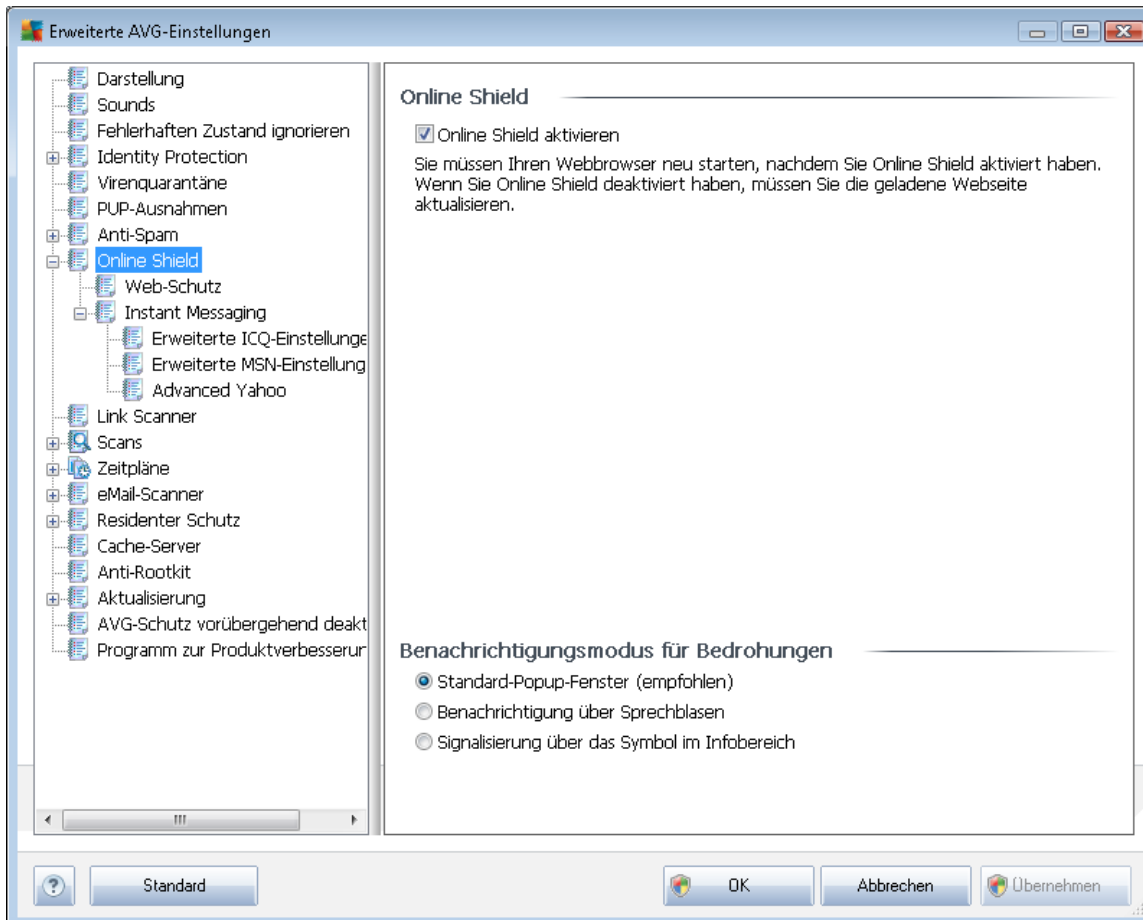 Erweiterte AVG-Einstellungen
Darstellung
Sounds
Fehlerhaften Zustand ignorieren
Identity Protection
Virenquarantäne
PUP-Ausnahmen
Anti-Spam
Online Shield
Web-Schutz
Instant Messaging
Erweiterte ICQ-Einstellunge
Erweiterte MSN-Einstellung
Advanced Yahoo
Link Scanner
Scans
Zeitpläne
eMail-Scanner
Residenter Schutz
Cache-Server
Anti-Rootkit
Aktualisierung
AVG-Schutz vorübergehend deakt
Programm zur Produktverbesserur
Online Shield
Online Shield aktivieren
Sie müssen Ihren Webbrowser neu starten, nachdem Sie Online Shield aktiviert haben.
Wenn Sie Online Shield deaktiviert haben, müssen Sie die geladene Webseite
aktualisieren.
Benachrichtigungsmodus für Bedrohungen
Standard-Popup-Fenster (empfohlen)
Benachrichtigung über Sprechblasen
Signalisierung über das Symbol im Infobereich
? Standard OK Abbrechen Übernehmen